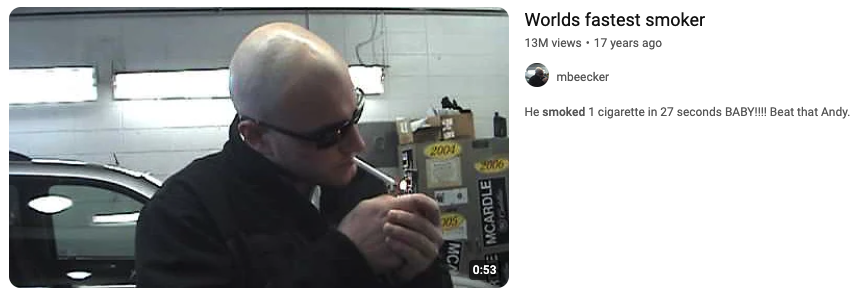 Worlds fastest smoker
13M views • 17 years ago
mbeecker
He smoked 1 cigarette in 27 seconds BABY!!!! Beat that Andy.
2004
2006
MCARDLE
0:53